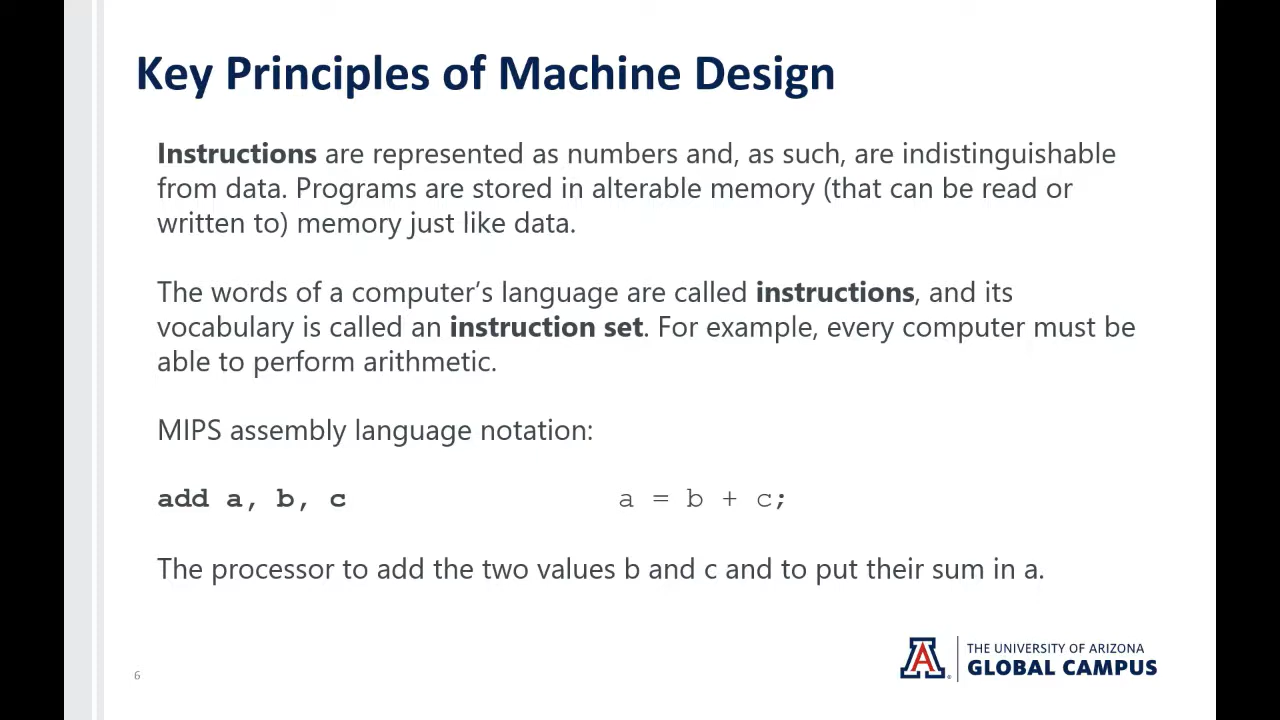 Key Principles of Machine Design
Instructions are represented as numbers and, as such, are indistinguishable
from data. Programs are stored in alterable memory (that can be read or
written to) memory just like data.
The words of a computer's language are called instructions, and its
vocabulary is called an instruction set. For example, every computer must be
able to perform arithmetic.
MIPS assembly language notation:
add a, b, c a = b + c;
The processor to add the two values b and c and to put their sum in a.
6
A
THE UNIVERSITY OF ARIZONA
GLOBAL CAMPUS